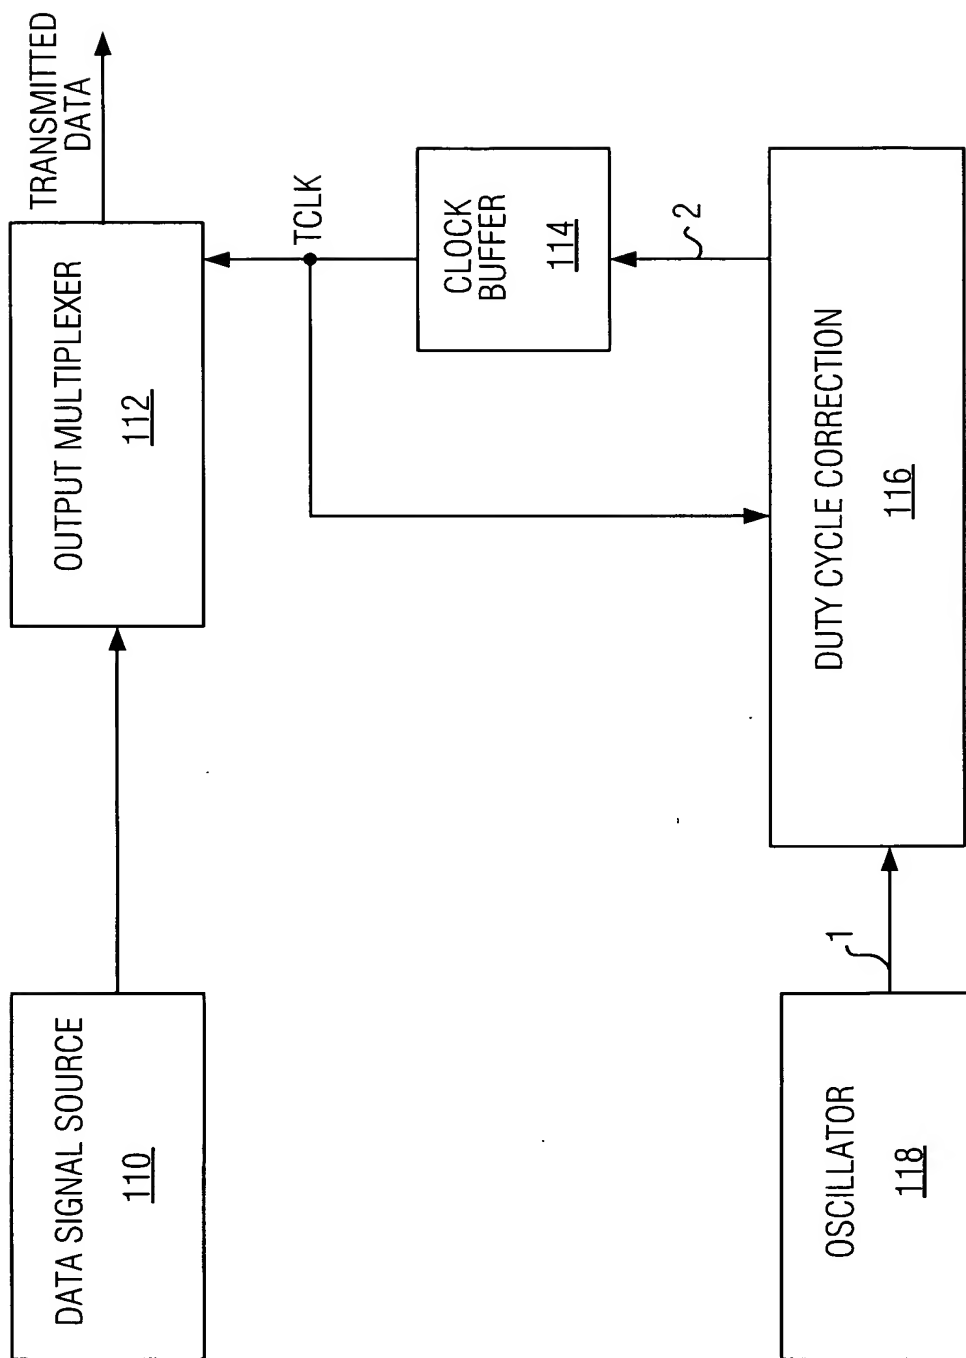 DATA SIGNAL SOURCE
110
OUTPUT MULTIPLEXER
112
TRANSMITTED
DATA
TCLK
CLOCK
BUFFER
114
2
OSCILLATOR
118
1
DUTY CYCLE CORRECTION
116